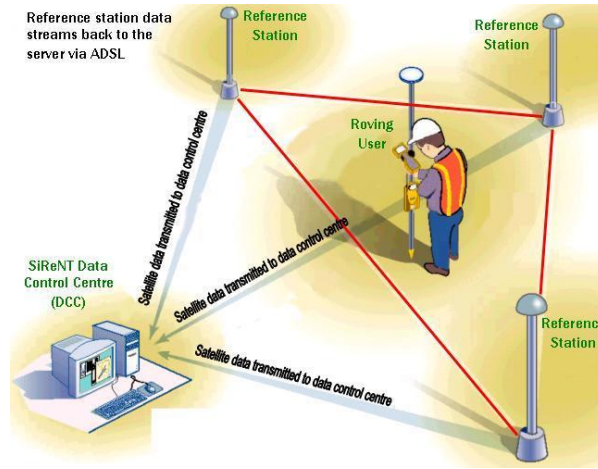 Reference station data
streams back to the
server via ADSL
Reference
Station
Reference
Station
Roving
User
Satellite data transmitted to data control centre
Satellite data transmitted to data control centre
SiReNT Data
Control Centre
(DCC)
Reference
Station
Satellite data transmitted to data control centre